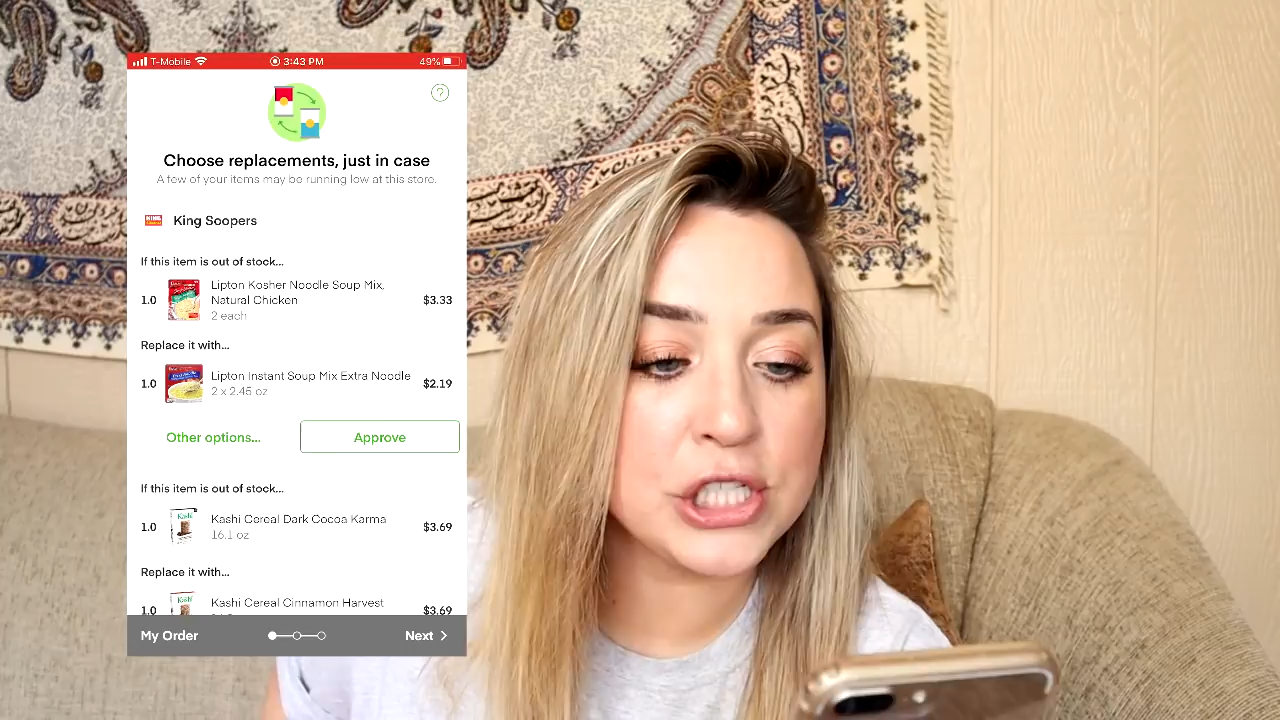 T-Mobile 3:43 PM 49%
?
Choose replacements, just in case
A few of your items may be running low at this store.
King Soopers
If this item is out of stock...
Lipton Kosher Noodle Soup Mix,
1.0 Natural Chicken $3.33
2 each
Replace it with...
Lipton Instant Soup Mix Extra Noodle
1.0 $2.19
2 x 2.45 oz
Other options... Approve
If this item is out of stock...
Kashi Cereal Dark Cocoa Karma
1.0 $3.69
16.1 oz
Replace it with...
Kashi Cereal Cinnamon Harvest
1.0 $3.69
My Order Next